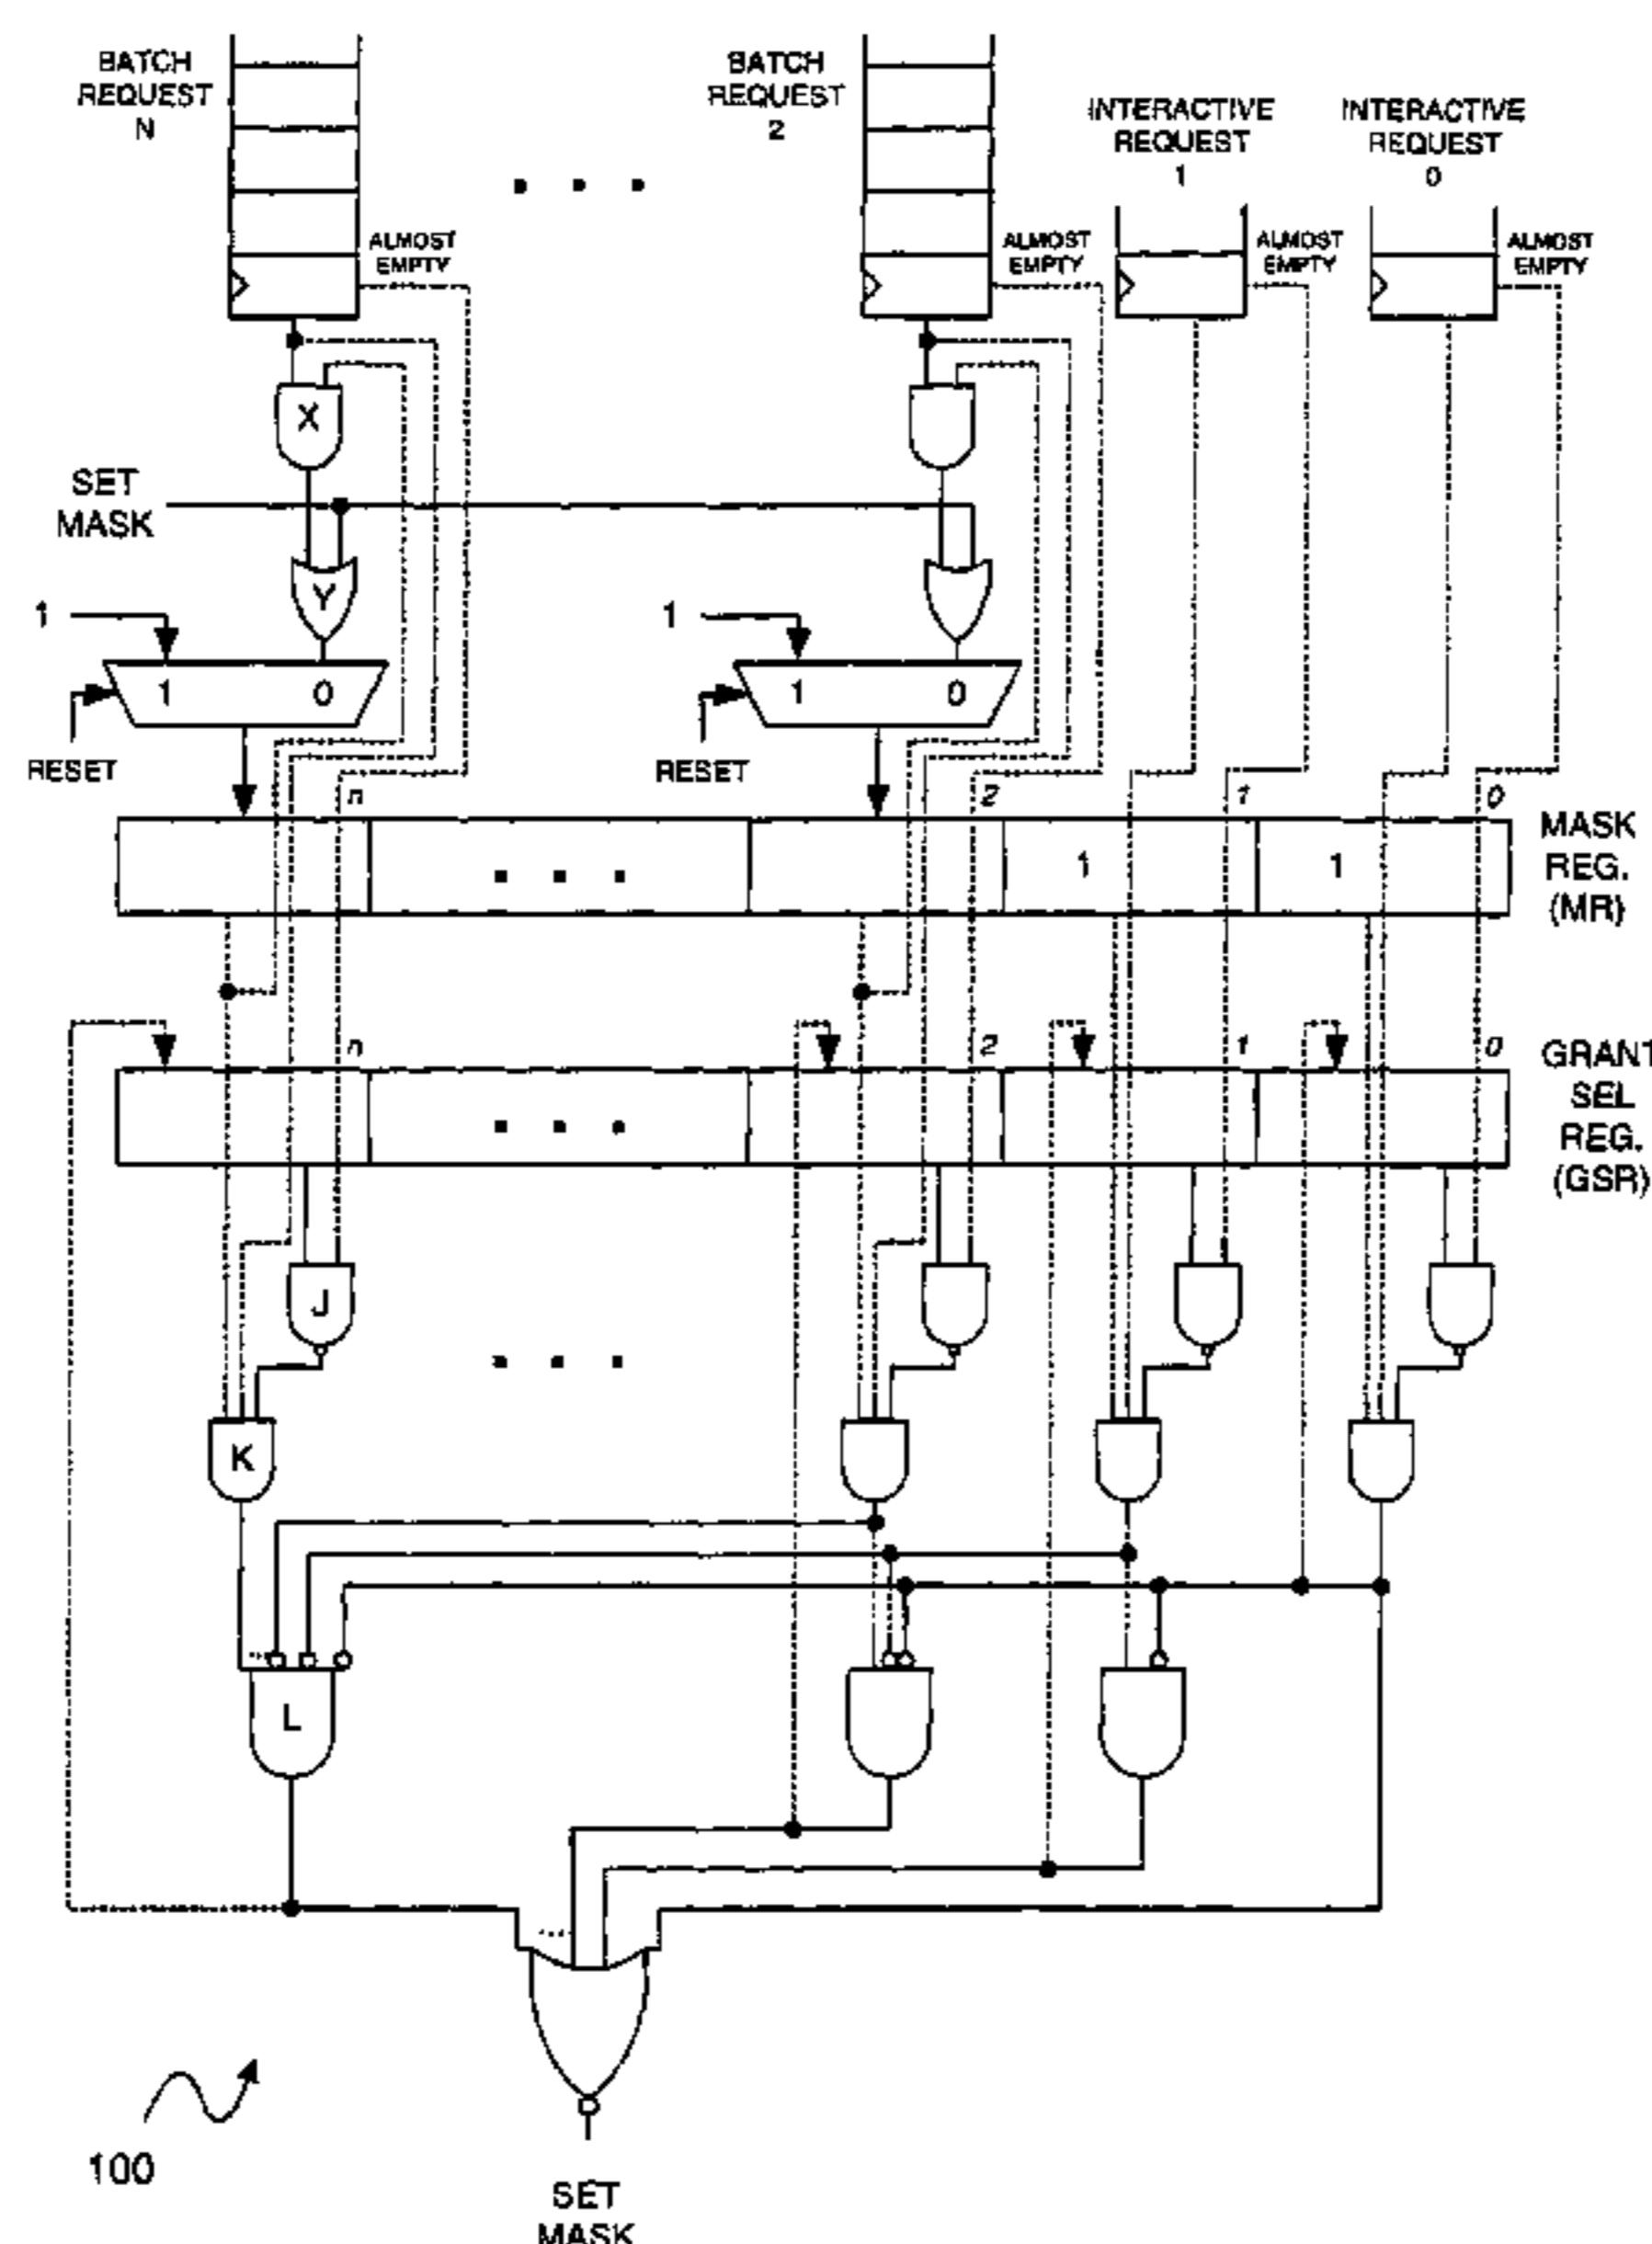 BATCH
REQUEST
N
BATCH
REQUEST
2
INTERACTIVE
REQUEST
1
INTERACTIVE
REQUEST
0
ALMOST
EMPTY
ALMOST
EMPTY
ALMOST
EMPTY
ALMOST
EMPTY
X
SET
MASK
Y
1
1
1 0
1 0
RESET
RESET
n 2 1 0
1 1
MASK
REG.
(MR)
n 2 1 0
GRANT
SEL
REG.
(GSR)
J
K
L
100
SET
MASK